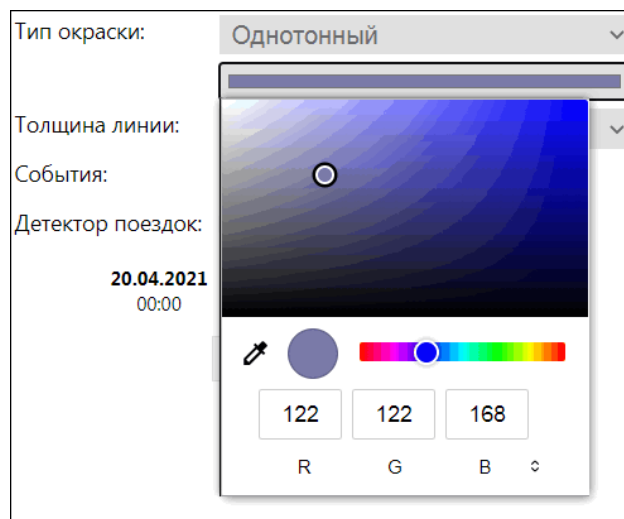 Тип окраски:
Однотонный
Толщина линии:
События:
Детектор поездок:
20.04.2021
00:00
122 122 168
R G B